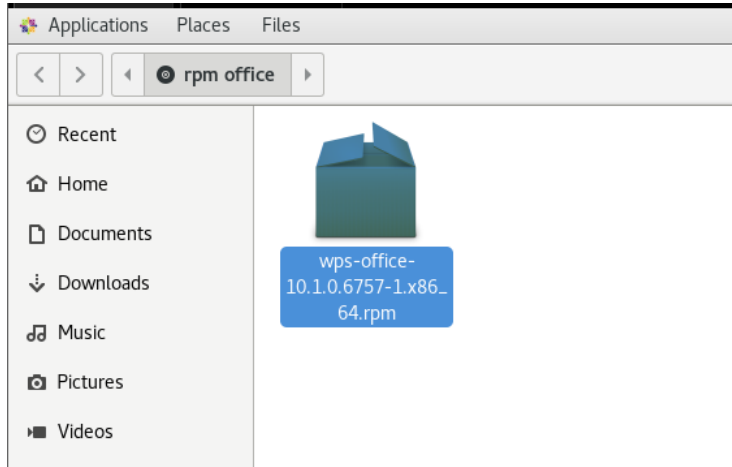 Applications Places Files
rpm office
Recent
Home
Documents
Downloads
Music
Pictures
Videos
wps-office-
10.1.0.6757-1.x86_
64.rpm